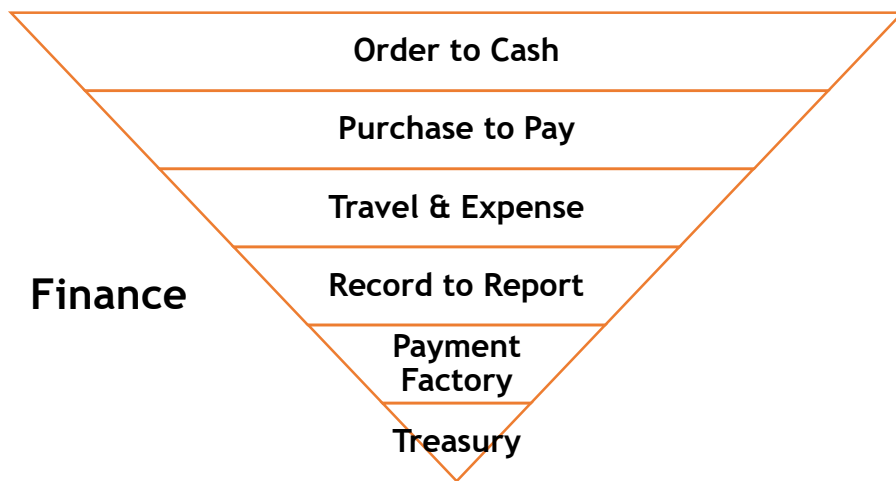 Order to Cash
Purchase to Pay
Travel & Expense
Record to Report
Finance
Payment
Factory
Treasury